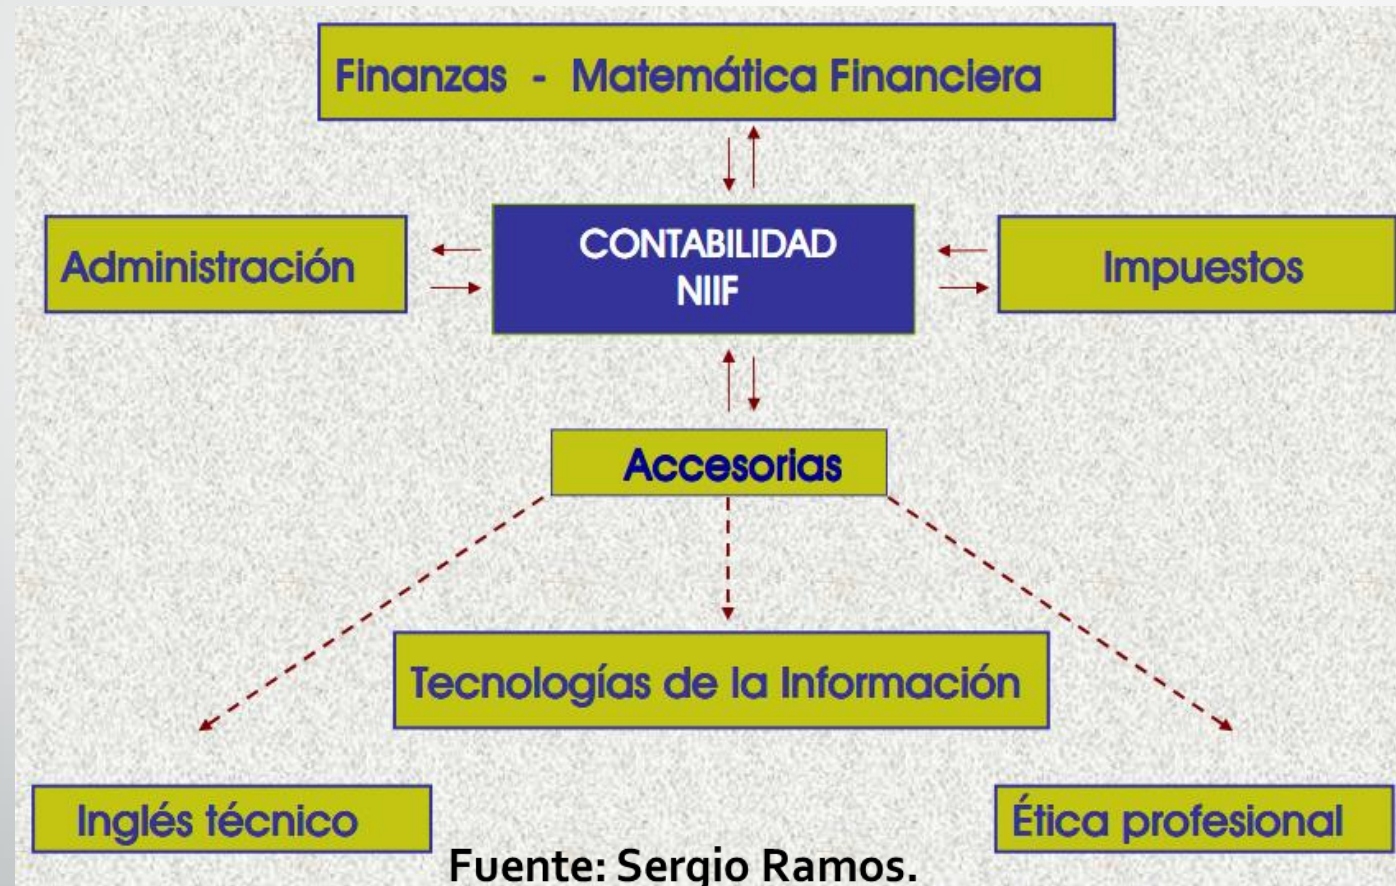 Finanzas - Matemática Financiera
Administración
CONTABILIDAD
NIIF
Impuestos
Accesorias
Tecnologías de la Información
Inglés técnico
Ética profesional
Fuente: Sergio Ramos.